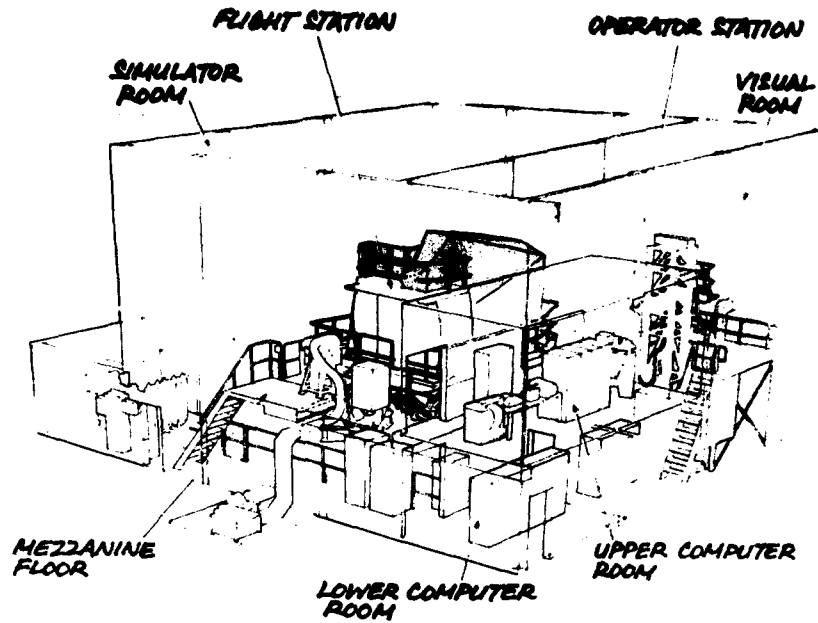 FLIGHT STATION
OPERATOR STATION
SIMULATOR
ROOM
VISUAL
ROOM
MEZZANINE
FLOOR
LOWER COMPUTER
ROOM
UPPER COMPUTER
ROOM